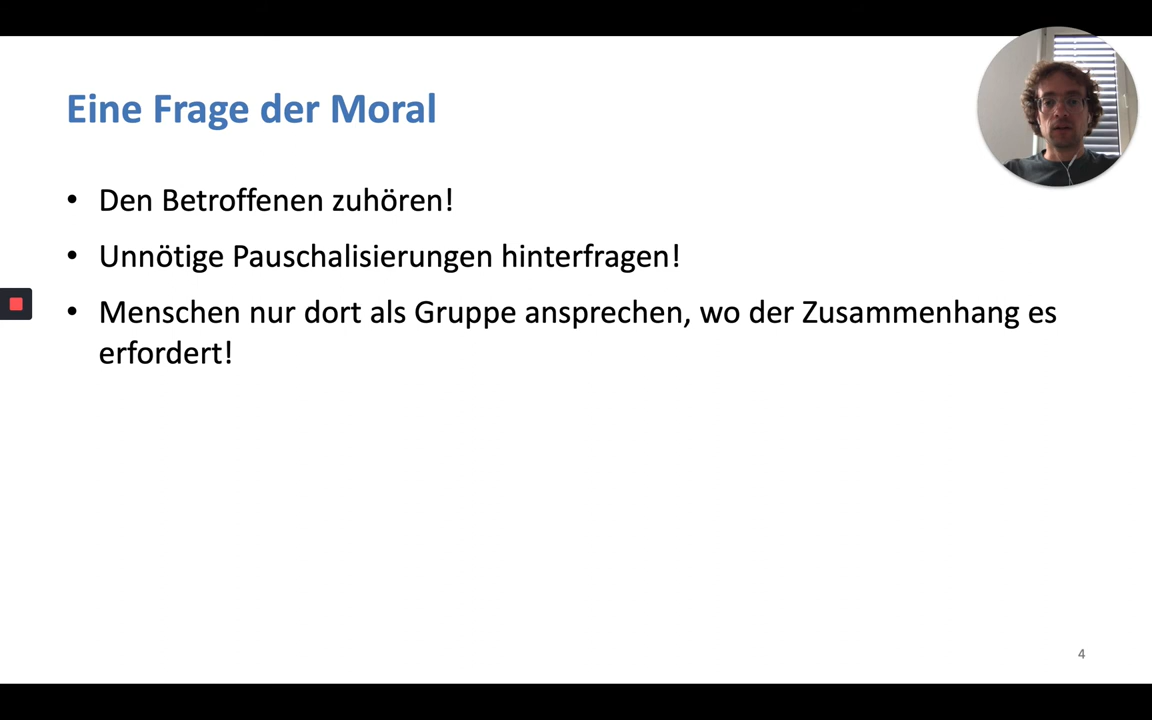 Eine Frage der Moral
• Den Betroffenen zuhören!
• Unnötige Pauschalisierungen hinterfragen!
• Menschen nur dort als Gruppe ansprechen, wo der Zusammenhang es
erfordert!
4